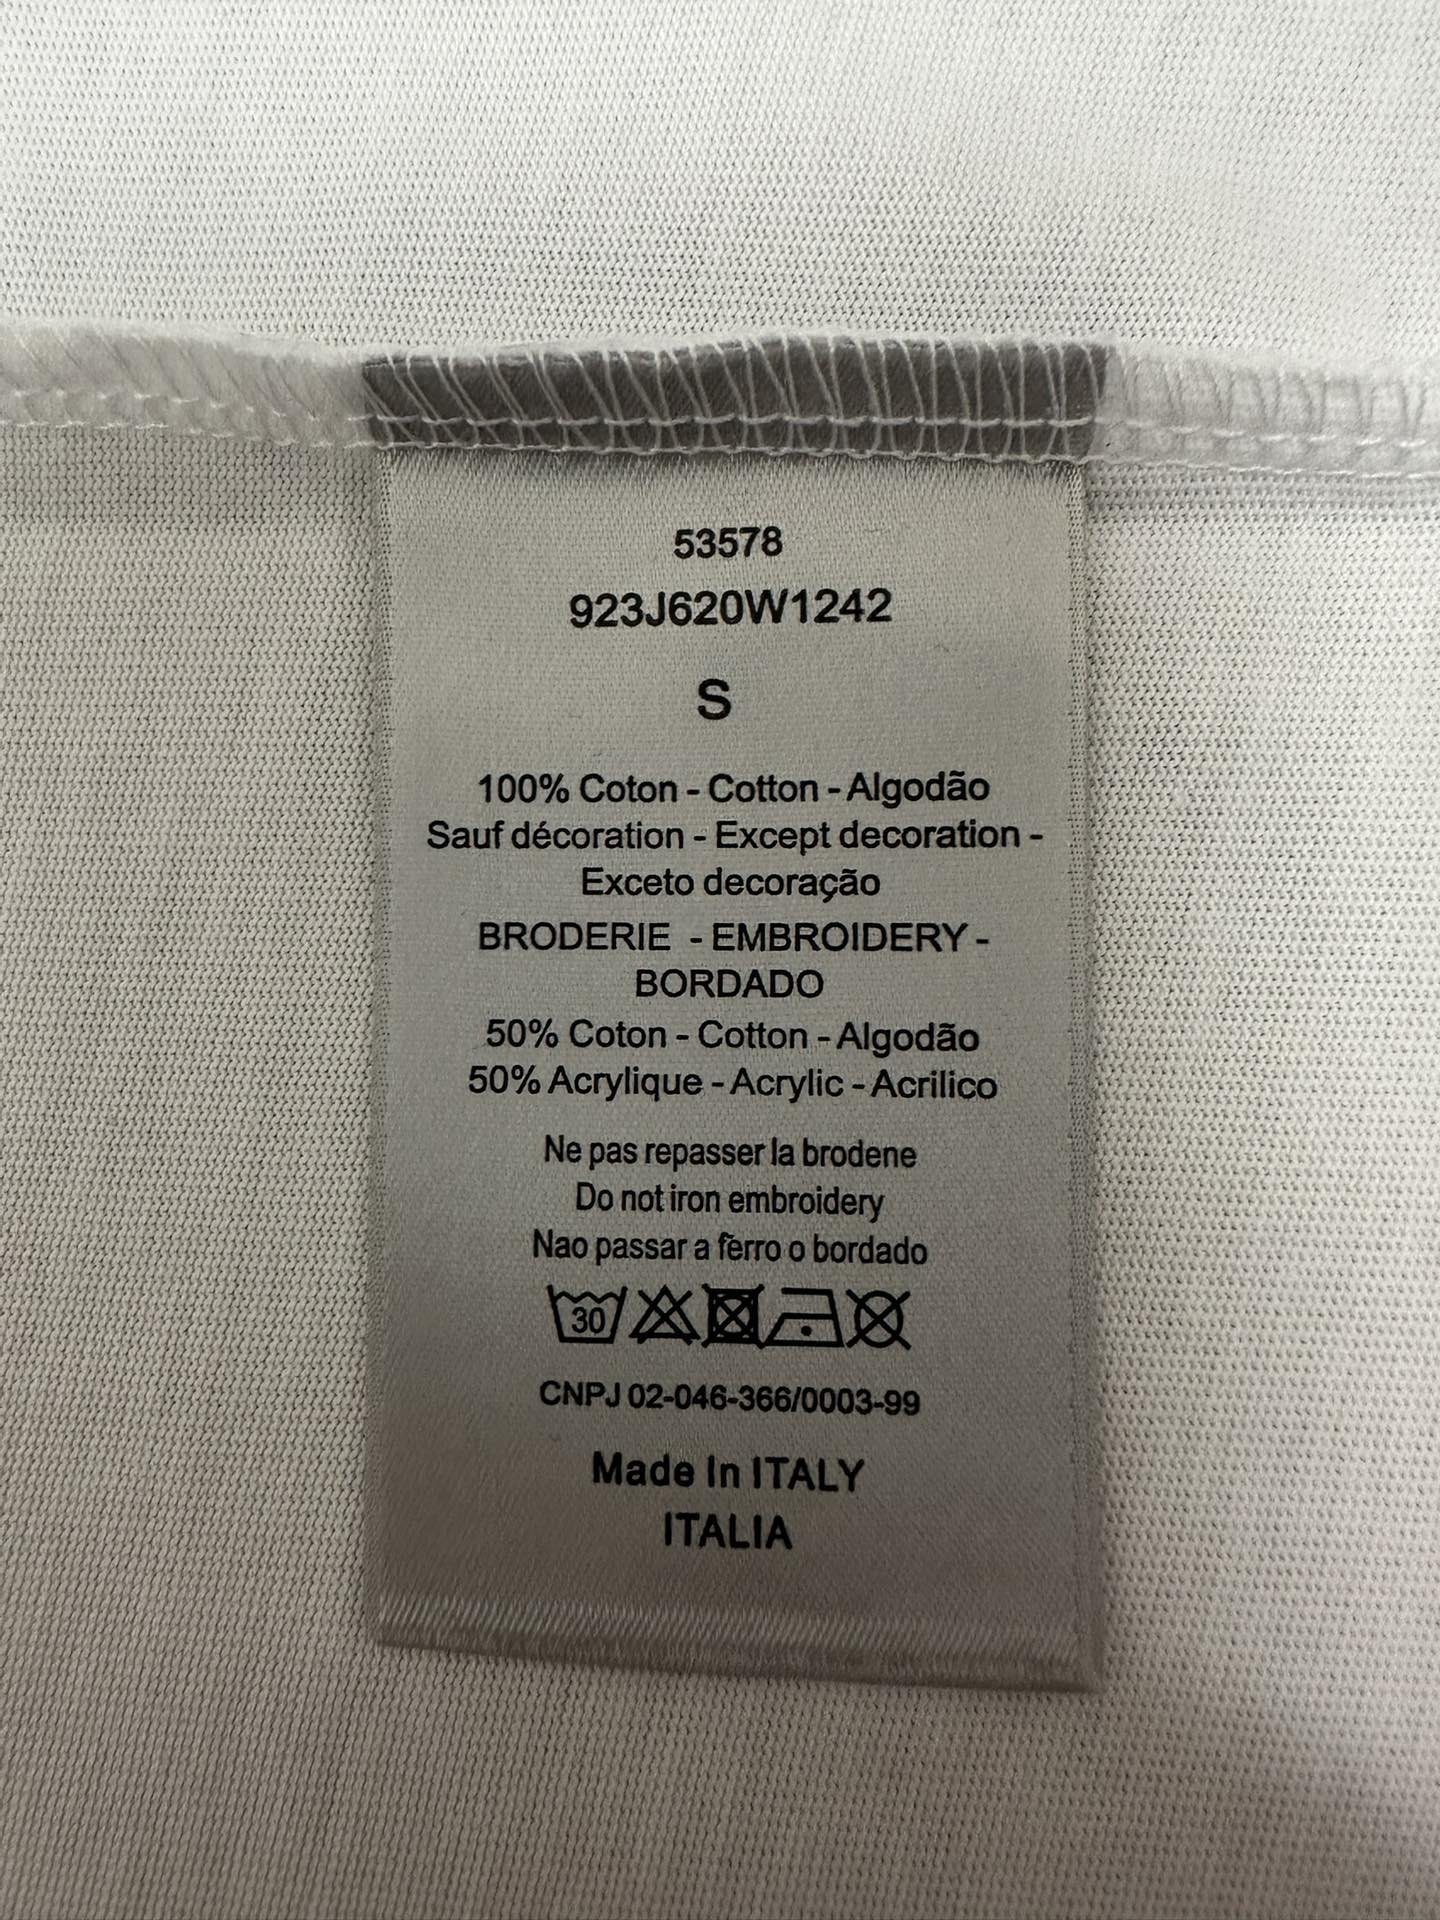 53578
923J620W1242
S
100% Coton - Cotton - Algodão
Sauf décoration - Except decoration -
Exceto decoração
BRODERIE - EMBROIDERY -
BORDADO
50% Coton - Cotton - Algodão
50% Acrylique - Acrylic - Acrilico
Ne pas repasser la brodene
Do not iron embroidery
Nao passar a ferro o bordado
30
CNPJ 02-046-366/0003-99
Made In ITALY
ITALIA